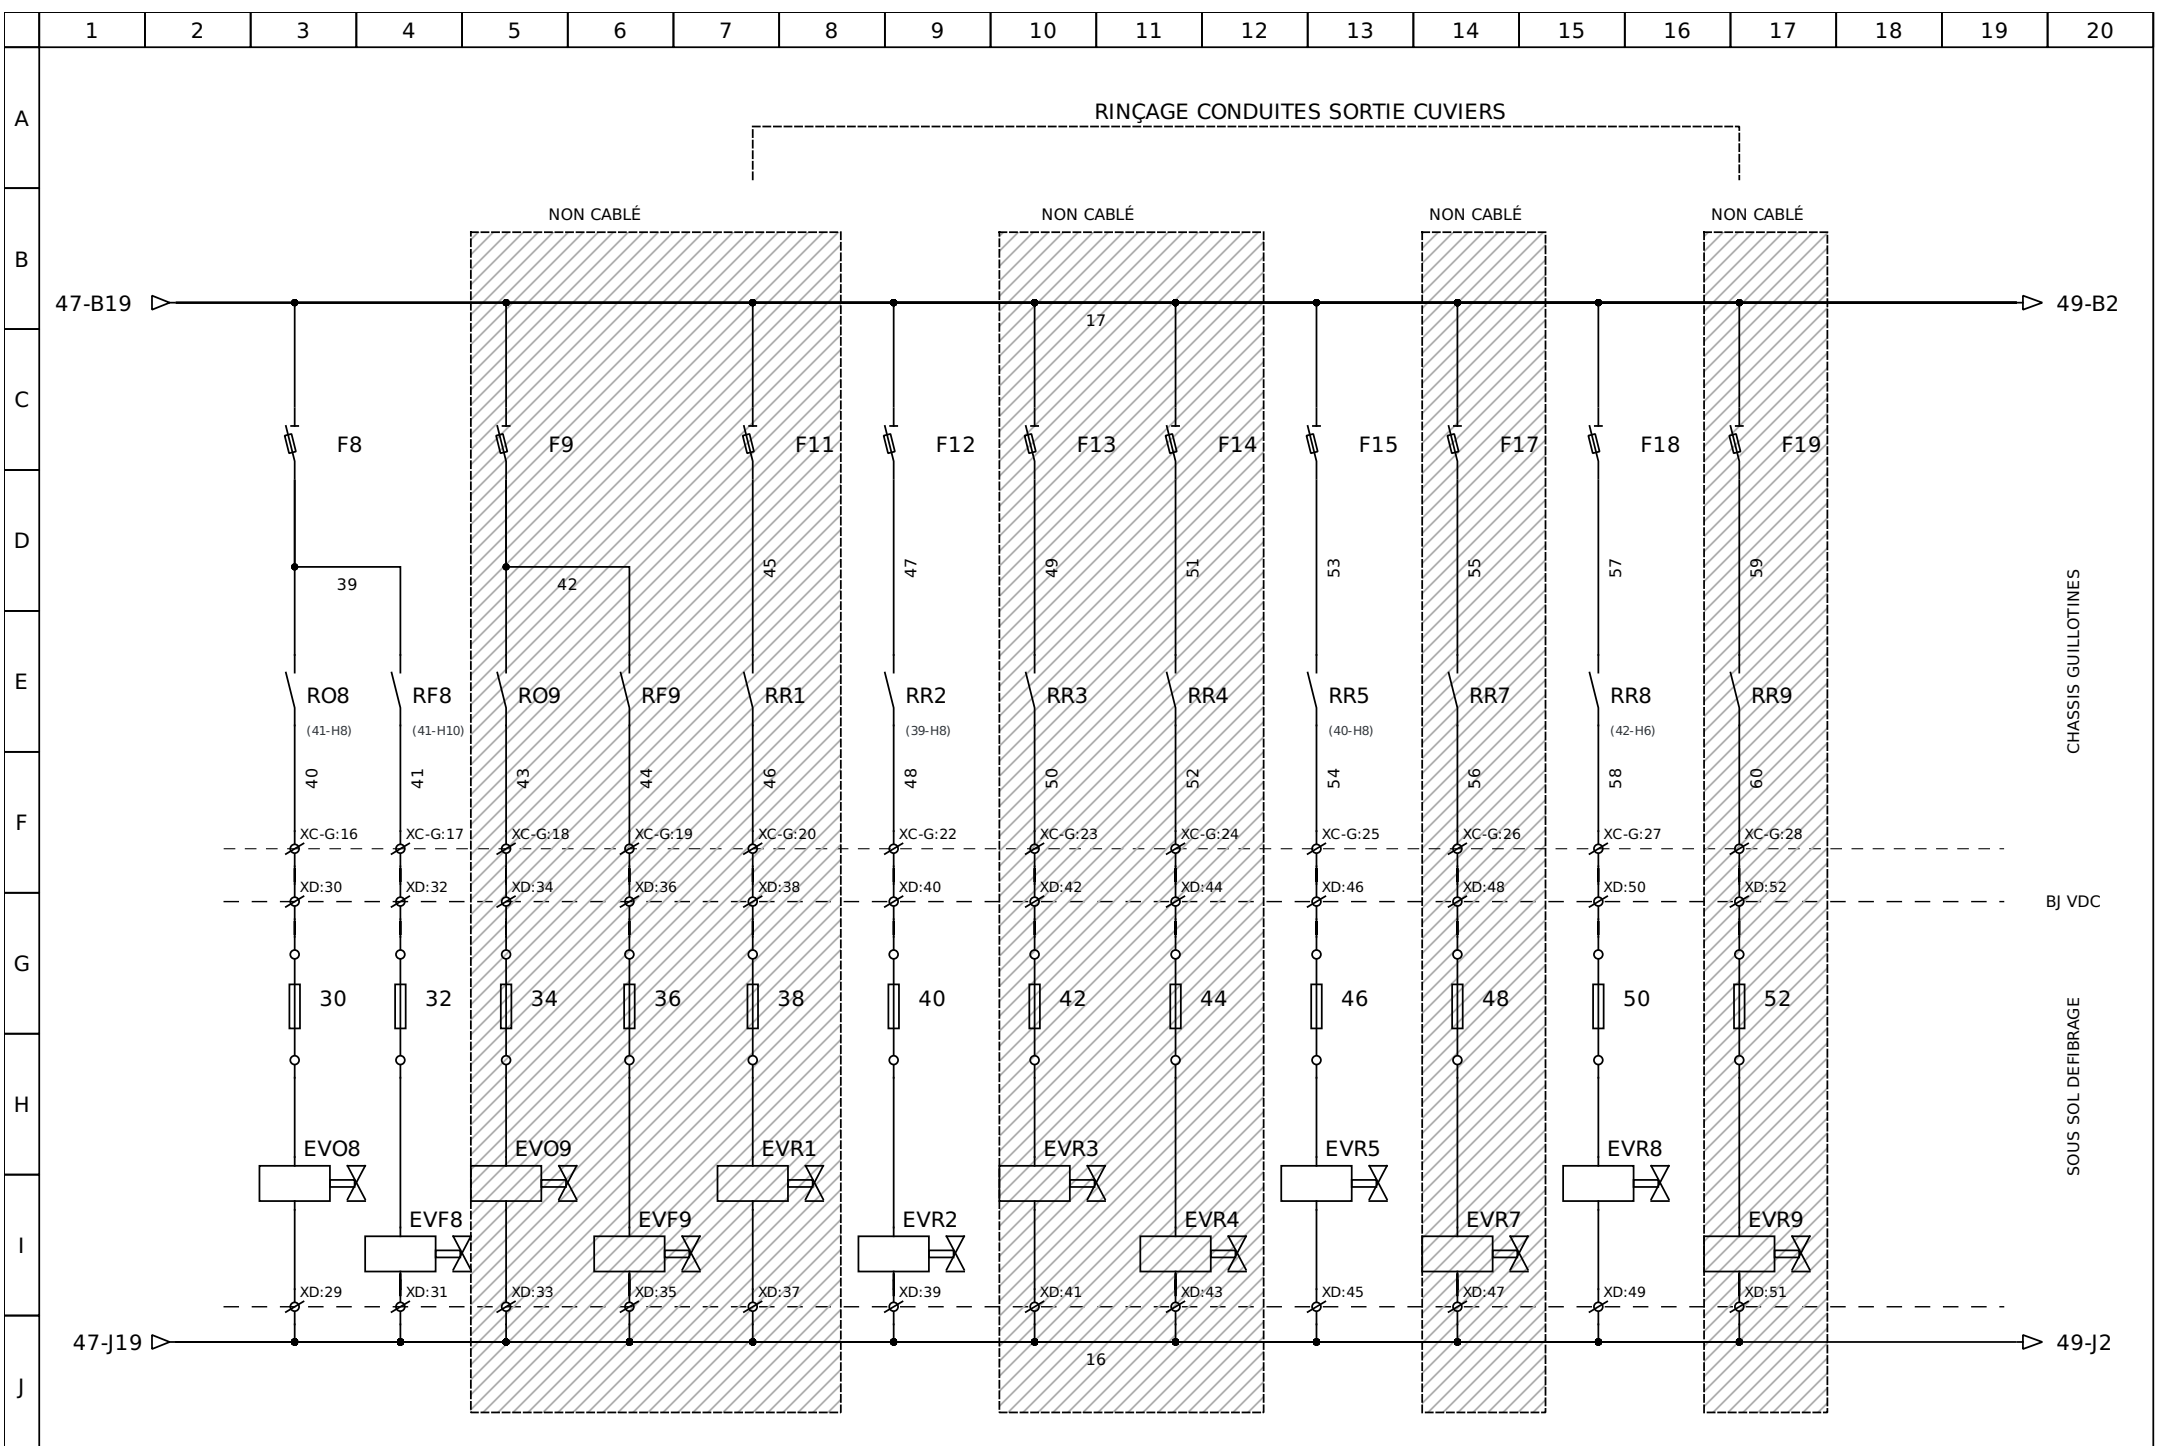 1 2 3 4 5 6 7 8 9 10 11 12 13 14 15 16 17 18 19 20
A
RINÇAGE CONDUITES SORTIE CUVIERS
NON CABLÉ NON CABLÉ NON CABLÉ NON CABLÉ
B
47-B19 49-B2
17
C
F8 F9 F11 F12 F13 F14 F15 F17 F18 F19
D
45 47 49 51 53 55 57 59
39 42
CHASSIS GUILLOTINES
E
RO8 RF8 RO9 RF9 RR1 RR2 RR3 RR4 RR5 RR7 RR8 RR9
(41-H8) (41-H10) (39-H8) (40-H8) (42-H6)
40 41 43 44 46 48 50 52 54 56 58 60
F
XC-G:16 XC-G:17 XC-G:18 XC-G:19 XC-G:20 XC-G:22 XC-G:23 XC-G:24 XC-G:25 XC-G:26 XC-G:27 XC-G:28
XD:30 XD:32 XD:34 XD:36 XD:38 XD:40 XD:42 XD:44 XD:46 XD:48 XD:50 XD:52
BJ VDC
G
30 32 34 36 38 40 42 44 46 48 50 52
SOUS SOL DEFIBRAGE
H
EVO8 EVO9 EVR1 EVR3 EVR5 EVR8
EVF8 EVF9 EVR2 EVR4 EVR7 EVR9
I
XD:29 XD:31 XD:33 XD:35 XD:37 XD:39 XD:41 XD:43 XD:45 XD:47 XD:49 XD:51
47-J19 49-J2
16
J